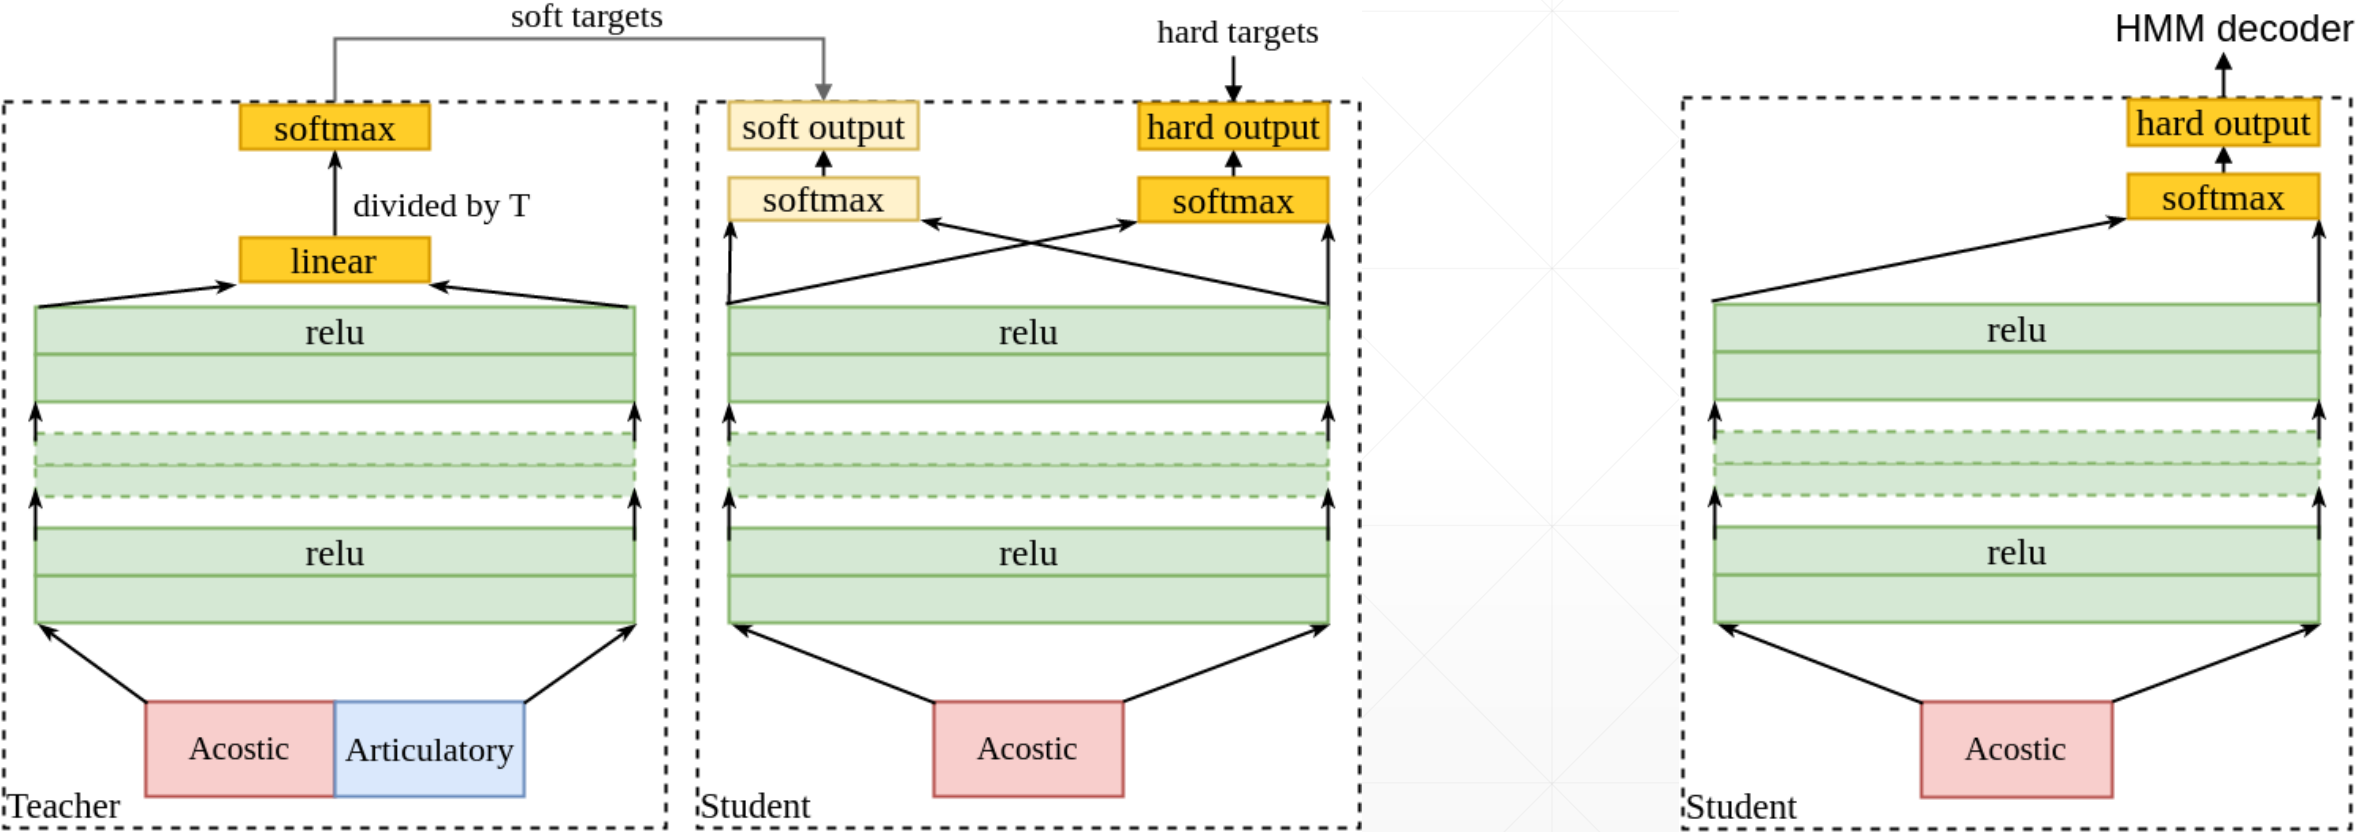 soft targets
hard targets
HMM decoder
softmax
divided by T
linear
relu
relu
Acostic
Articulatory
Teacher
soft output
hard output
softmax
softmax
relu
relu
Acostic
Student
hard output
softmax
relu
relu
Acostic
Student